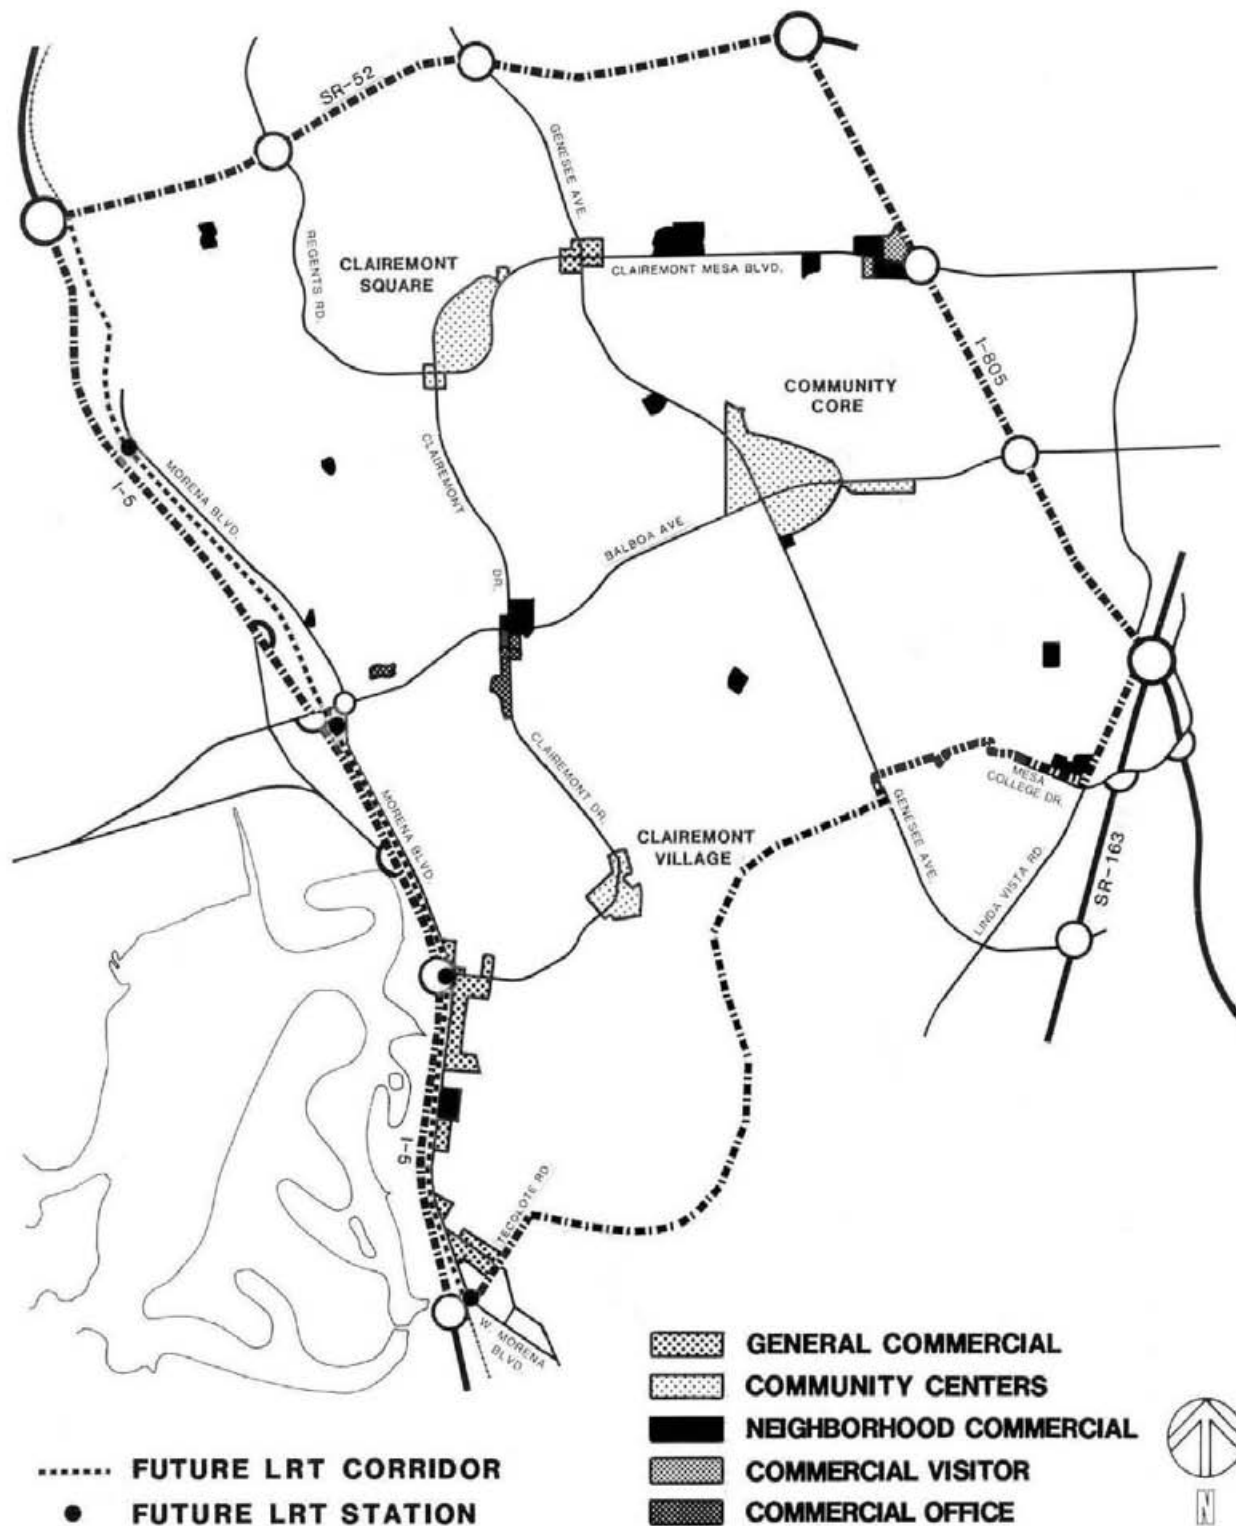 SR-52
GENESEE AVE.
REGENTS RD.
CLAIREMONT
SQUARE
CLAIREMONT MESA BLVD.
I-805
COMMUNITY
CORE
CLAIREMONT
DR.
MORENA BLVD.
I-5
BALBOA AVE.
CLAIREMONT DR.
MORENA BLVD.
CLAIREMONT
VILLAGE
MESA
COLLEGE DR.
GENESEE AVE.
LINDA VISTA RD.
SR-163
I-5
TECOLOTE RD.
W. MORENA
BLVD.
GENERAL COMMERCIAL
COMMUNITY CENTERS
NEIGHBORHOOD COMMERCIAL
COMMERCIAL VISITOR
COMMERCIAL OFFICE
FUTURE LRT CORRIDOR
FUTURE LRT STATION
N